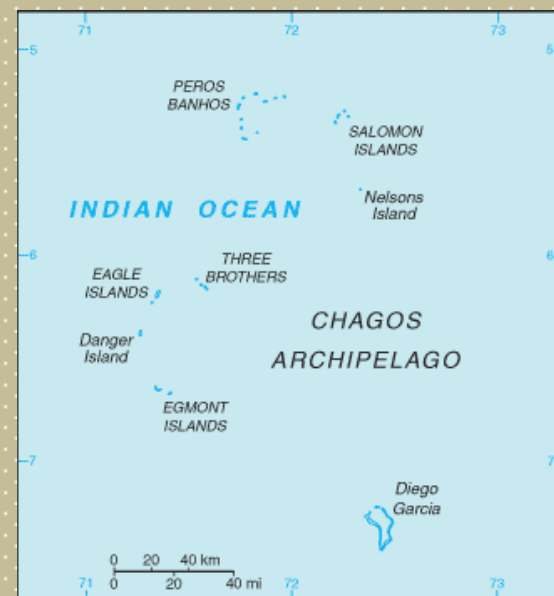 71 72 73
5
PEROS
BANHOS
SALOMON
ISLANDS
Nelsons
Island
INDIAN OCEAN
6 6
THREE
BROTHERS
EAGLE
ISLANDS
CHAGOS
ARCHIPELAGO
Danger
Island
EGMONT
ISLANDS
7 7
Diego
Garcia
0 20 40 km
0 20 40 mi
71 72 73